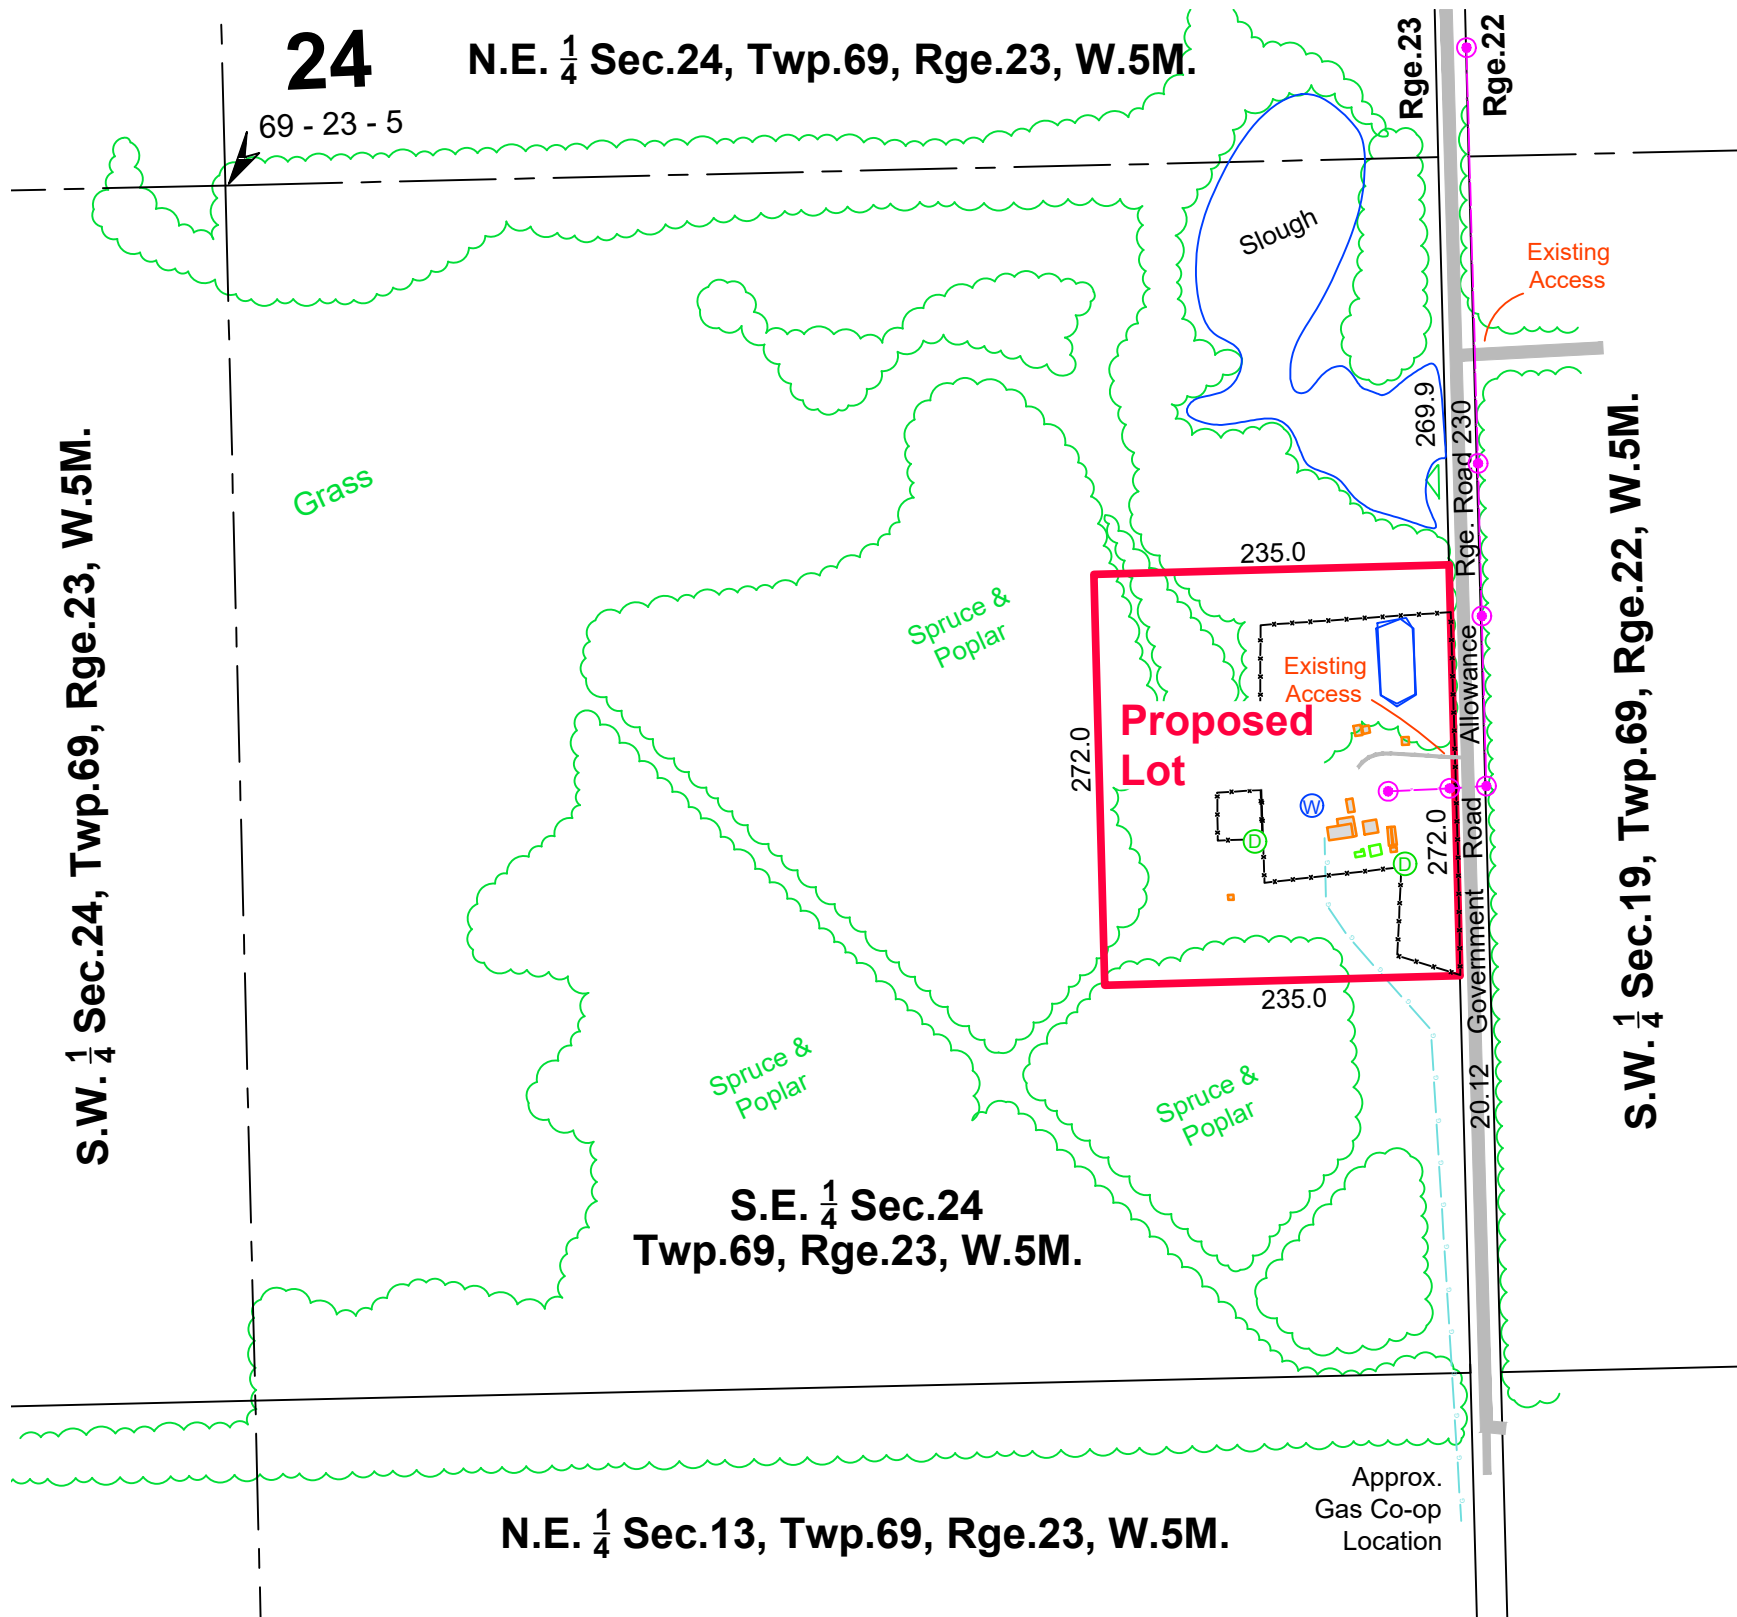 24
N.E. 1/4 Sec.24, Twp.69, Rge.23, W.5M.
Rge.23
Rge.22
69 - 23 - 5
Slough
Existing
Access
269.9
Rge. Road 230
S.W. 1/4 Sec.24, Twp.69, Rge.23, W.5M.
Grass
S.W. 1/4 Sec.19, Twp.69, Rge.22, W.5M.
235.0
Spruce &
Poplar
Existing
Access
Proposed
Lot
272.0
W
D
D
272.0
20.12 Government Road Allowance
235.0
Spruce &
Poplar
Spruce &
Poplar
S.E. 1/4 Sec.24
Twp.69, Rge.23, W.5M.
Approx.
Gas Co-op
Location
N.E. 1/4 Sec.13, Twp.69, Rge.23, W.5M.